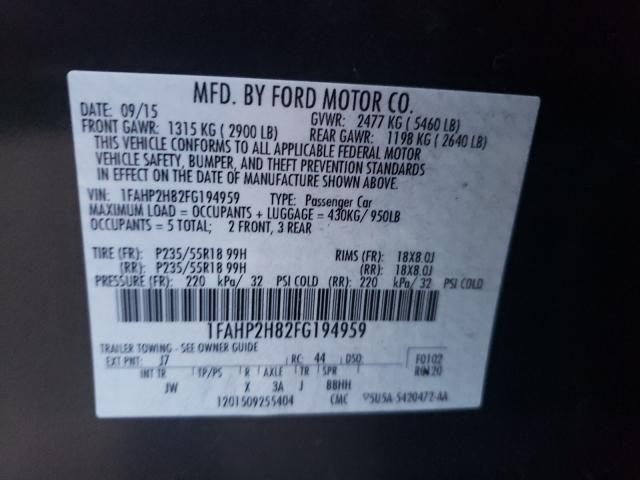 MFD. BY FORD MOTOR CO.
DATE: 09/15 GVWR: 2477 KG ( 5460 LB)
FRONT GAWR: 1315 KG ( 2900 LB) REAR GAWR: 1198 KG ( 2640 LB)
THIS VEHICLE CONFORMS TO ALL APPLICABLE FEDERAL MOTOR
VEHICLE SAFETY, BUMPER, AND THEFT PREVENTION STANDARDS
IN EFFECT ON THE DATE OF MANUFACTURE SHOWN ABOVE.
VIN: 1FAHP2H82FG194959 TYPE: Passenger Car
MAXIMUM LOAD = OCCUPANTS + LUGGAGE = 430KG/ 950LB
OCCUPANTS = 5 TOTAL: 2 FRONT, 3 REAR
TIRE (FR): P235/55R18 99H RIMS (FR): 18X8.0J
(RR): P235/55R18 99H (RR): 18X8.0J
PRESSURE (FR): 220 kPa/ 32 PSI COLD (RR): 220 kPa/ 32 PSI COLD
1FAHP2H82FG194959
TRAILER TOWING - SEE OWNER GUIDE
EXT PNT: J7 RC: 44 DSO: F0102
INT TR TP/PS R AXLE TR SPR
JW X 3A J BBHH
1201509255404 CMC 5U5A-5420472-AA